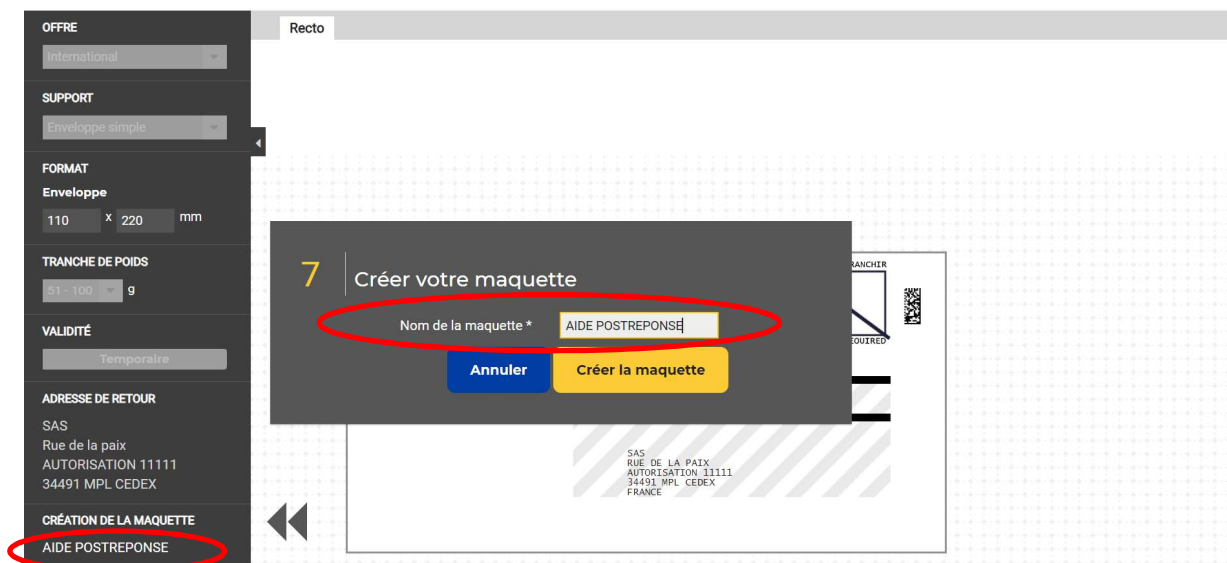 OFFRE
International
SUPPORT
Enveloppe simple
FORMAT
Enveloppe
110 x 220 mm
TRANCHE DE POIDS
51 - 100 g
VALIDITÉ
Temporaire
ADRESSE DE RETOUR
SAS
Rue de la paix
AUTORISATION 11111
34491 MPL CEDEX
CRÉATION DE LA MAQUETTE
AIDE POSTREPONSE
Recto
7 Créer votre maquette
Nom de la maquette * AIDE POSTREPONSE
Annuler Créer la maquette
SAS
RUE DE LA PAIX
AUTORISATION 11111
34491 MPL CEDEX
FRANCE